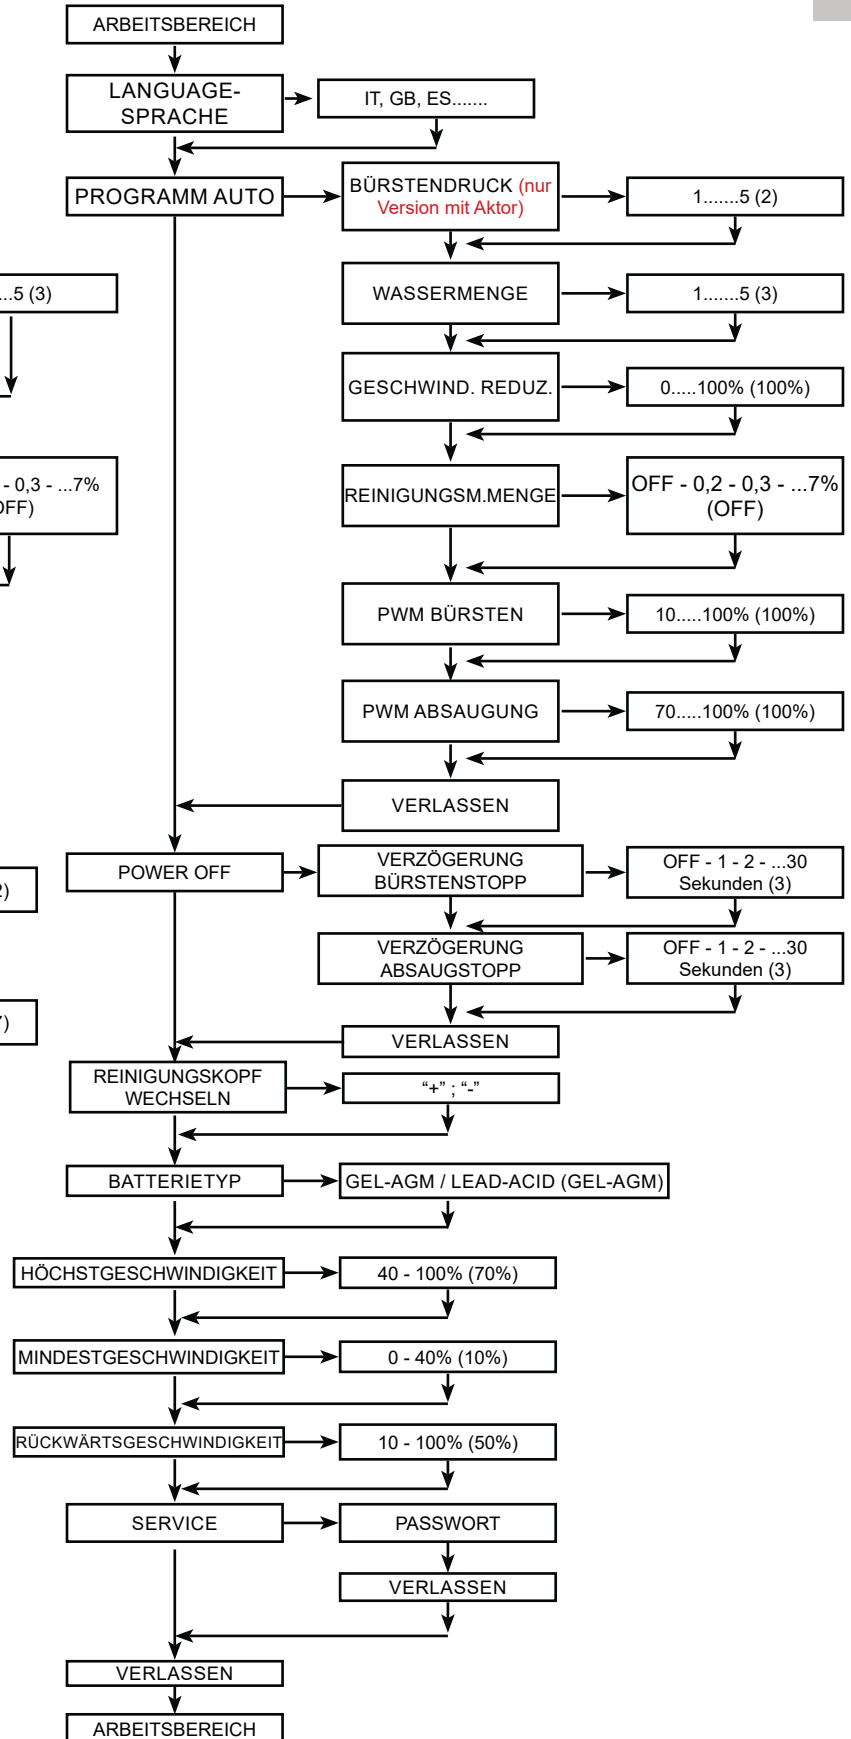 ARBEITSBEREICH
LANGUAGE-
SPRACHE
IT, GB, ES.......
PROGRAMM AUTO
BÜRSTENDRUCK (nur
Version mit Aktor)
1.......5 (2)
...5 (3)
WASSERMENGE
1.......5 (3)
GESCHWIND. REDUZ.
0.....100% (100%)
- 0,3 - ...7%
REINIGUNGSM.MENGE
OFF - 0,2 - 0,3 - ...7%
(OFF)
PWM BÜRSTEN
10.....100% (100%)
PWM ABSAUGUNG
70.....100% (100%)
VERLASSEN
POWER OFF
VERZÖGERUNG
BÜRSTENSTOPP
OFF - 1 - 2 - ...30
Sekunden (3)
VERZÖGERUNG
ABSAUGSTOPP
OFF - 1 - 2 - ...30
Sekunden (3)
VERLASSEN
REINIGUNGSKOPF
WECHSELN
“+” ; “-”
BATTERIETYP
GEL-AGM / LEAD-ACID (GEL-AGM)
HÖCHSTGESCHWINDIGKEIT
40 - 100% (70%)
MINDESTGESCHWINDIGKEIT
0 - 40% (10%)
RÜCKWÄRTSGESCHWINDIGKEIT
10 - 100% (50%)
SERVICE
PASSWORT
VERLASSEN
VERLASSEN
ARBEITSBEREICH